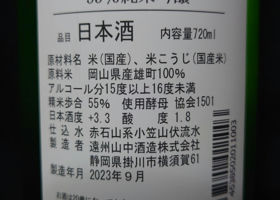 品目 日本酒 内容量720ml
原材料名 米(国産)、米こうじ(国産米)
原料米 岡山県産雄町100%
アルコール分15度以上16度未満
精米歩合 55% 使用酵母 協会1501
日本酒度 +3.3 酸度 1.8
仕込水 赤石山系小笠山伏流水
製造者 遠州山中酒造株式会社
静岡県掛川市横須賀61
製造年月 2023年9月
4538502011003